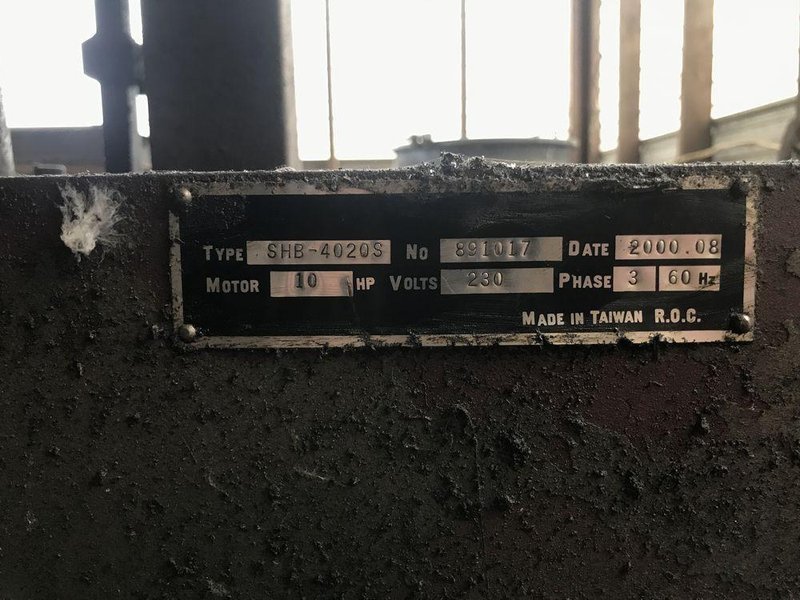 TYPE SHB-4020S No 891017 DATE 2000.08
MOTOR 10 HP VOLTS 230 PHASE 3 60 Hz
MADE IN TAIWAN R.O.C.